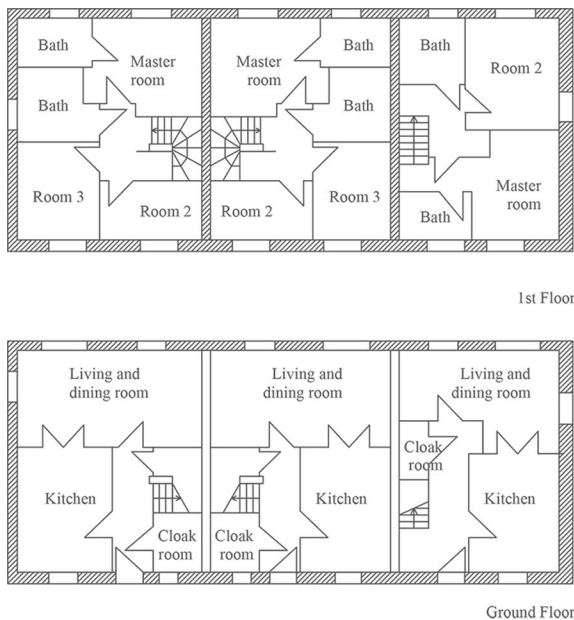 Bath
Master
room
Master
room
Bath
Bath
Room 2
Bath
Bath
Room 3
Room 2
Room 2
Room 3
Master
room
Bath
1st Floor
Living and
dining room
Living and
dining room
Living and
dining room
Cloak
room
Kitchen
Kitchen
Kitchen
Cloak
room
Cloak
room
Ground Floor